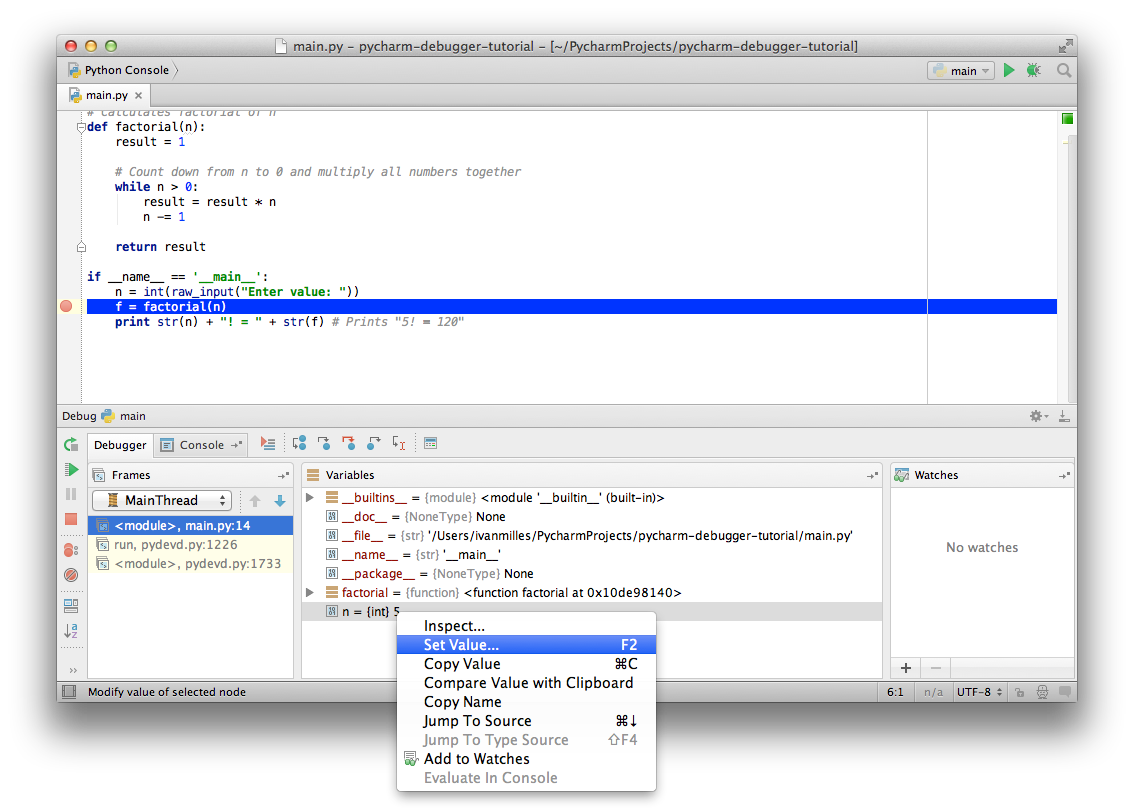 main.py – pycharm-debugger-tutorial – [~/PycharmProjects/pycharm-debugger-tutorial]
Python Console
main
main.py ×
# Calculates factorial of n
def factorial(n):
result = 1
# Count down from n to 0 and multiply all numbers together
while n > 0:
result = result * n
n -= 1
return result
if __name__ == '__main__':
n = int(raw_input("Enter value: "))
f = factorial(n)
print str(n) + "! = " + str(f) # Prints "5! = 120"
Debug main
Debugger Console
Frames
MainThread
<module>, main.py:14
run, pydevd.py:1226
<module>, pydevd.py:1733
Variables
__builtins__ = {module} <module '__builtin__' (built-in)>
__doc__ = {NoneType} None
__file__ = {str} '/Users/ivanmilles/PycharmProjects/pycharm-debugger-tutorial/main.py'
__name__ = {str} '__main__'
__package__ = {NoneType} None
factorial = {function} <function factorial at 0x10de98140>
n = {int} 5
Watches
No watches
Inspect...
Set Value... F2
Copy Value ⌘C
Compare Value with Clipboard
Copy Name
Jump To Source ⌘↓
Jump To Type Source ⇧F4
Add to Watches
Evaluate In Console
Modify value of selected node
6:1 n/a UTF-8